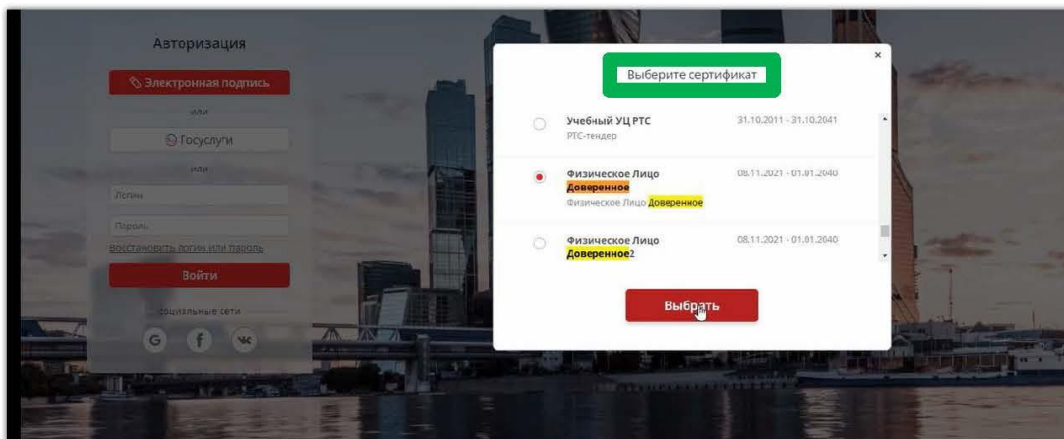 Авторизация
Электронная подпись
или
Госуслуги
или
Логин
Пароль
Восстановить логин или пароль
Войти
социальные сети
G f
Выберите сертификат
×
Учебный УЦ РТС 31.10.2011 - 31.10.2041
РТС-тендер
Физическое Лицо 08.11.2021 - 01.01.2040
Доверенное
Физическое Лицо Доверенное
Физическое Лицо 08.11.2021 - 01.01.2040
Доверенное2
Выбрать